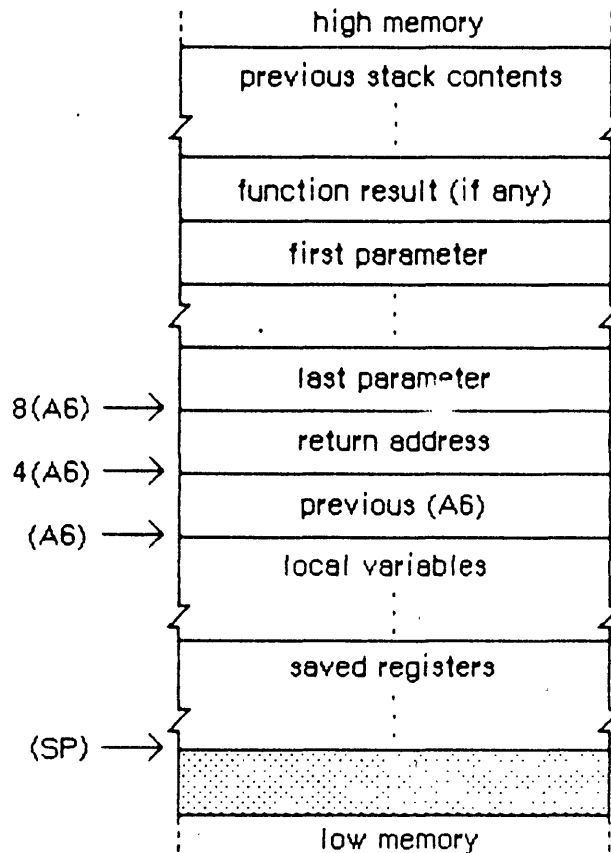 high memory
previous stack contents
function result (if any)
first parameter
last parameter
8(A6)
return address
4(A6)
previous (A6)
(A6)
local variables
saved registers
(SP)
low memory